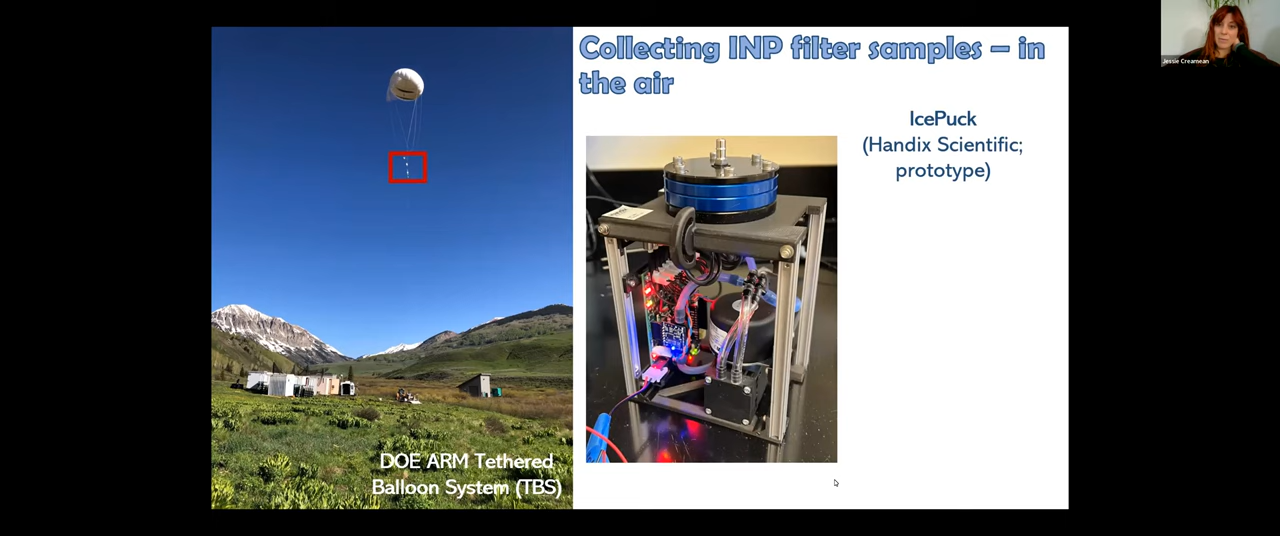 Collecting INP filter samples – in
the air
IcePuck
(Handix Scientific;
prototype)
DOE ARM Tethered
Balloon System (TBS)
Jessie Creamean